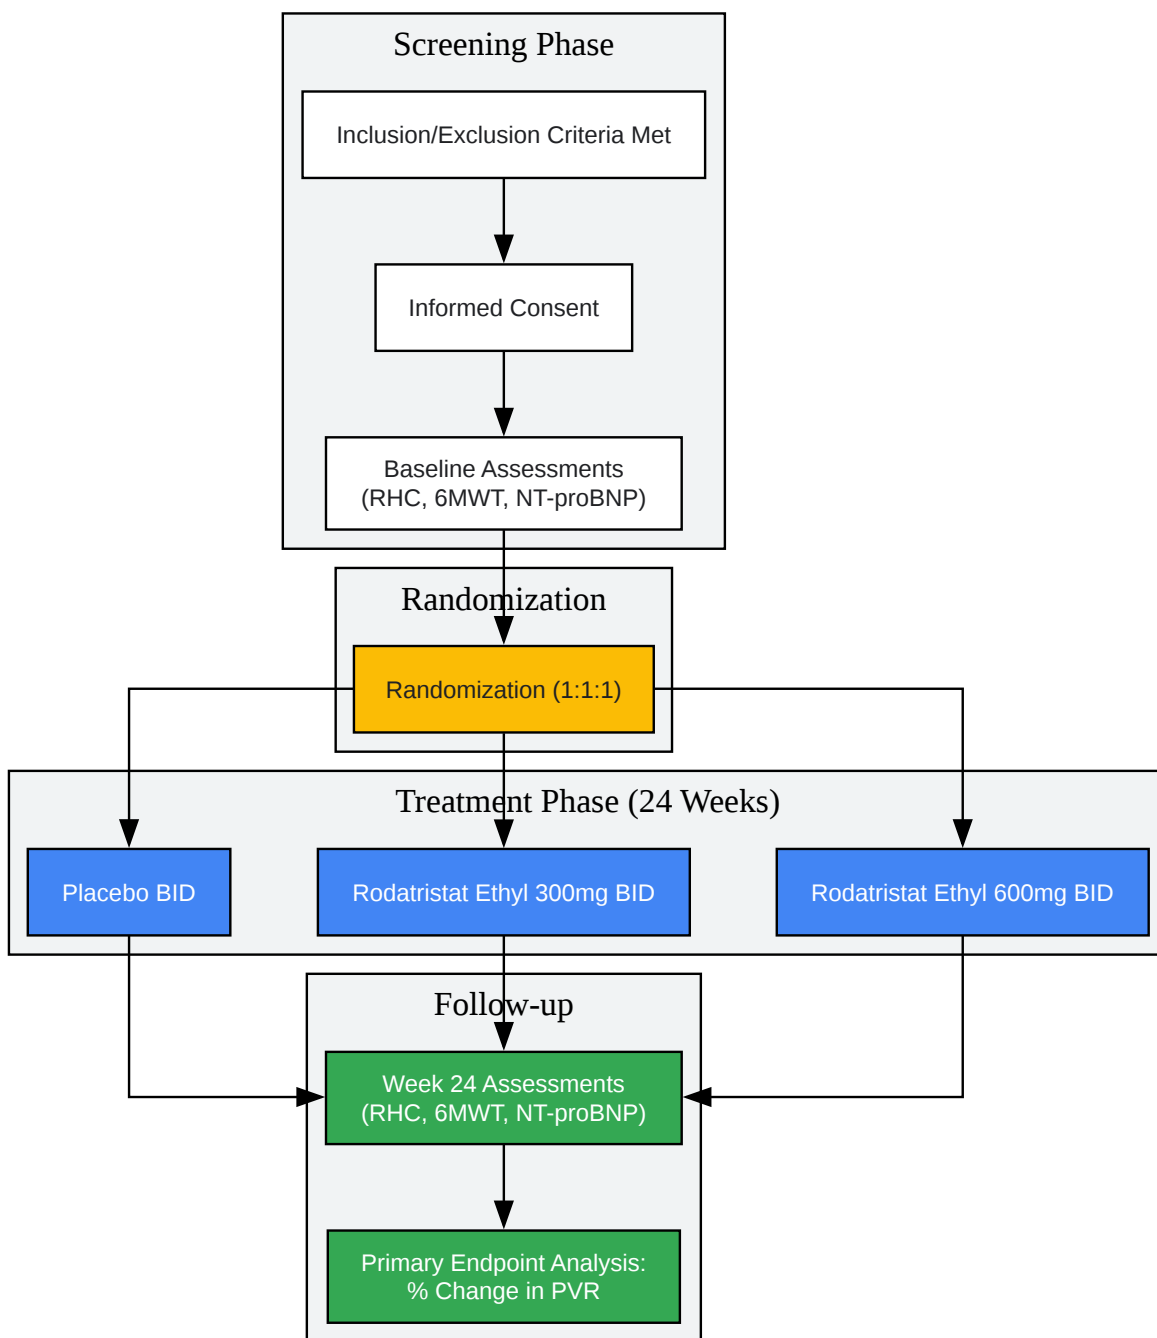 Screening Phase
Inclusion/Exclusion Criteria Met
Informed Consent
Baseline Assessments
(RHC, 6MWT, NT-proBNP)
Randomization
Randomization (1:1:1)
Treatment Phase (24 Weeks)
Placebo BID
Rodatristat Ethyl 300mg BID
Rodatristat Ethyl 600mg BID
Follow-up
Week 24 Assessments
(RHC, 6MWT, NT-proBNP)
Primary Endpoint Analysis:
% Change in PVR